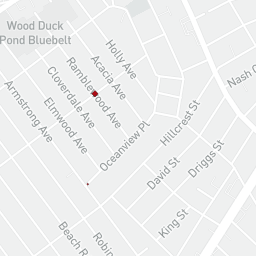 Wood Duck
Pond Bluebelt
Holly Ave
Acacia Ave
Ramblewood Ave
Cloverdale Ave
Elmwood Ave
Armstrong Ave
Oceanview Pl
Hillcrest St
David St
Driggs St
King St
Nash C
Beach R
Robin